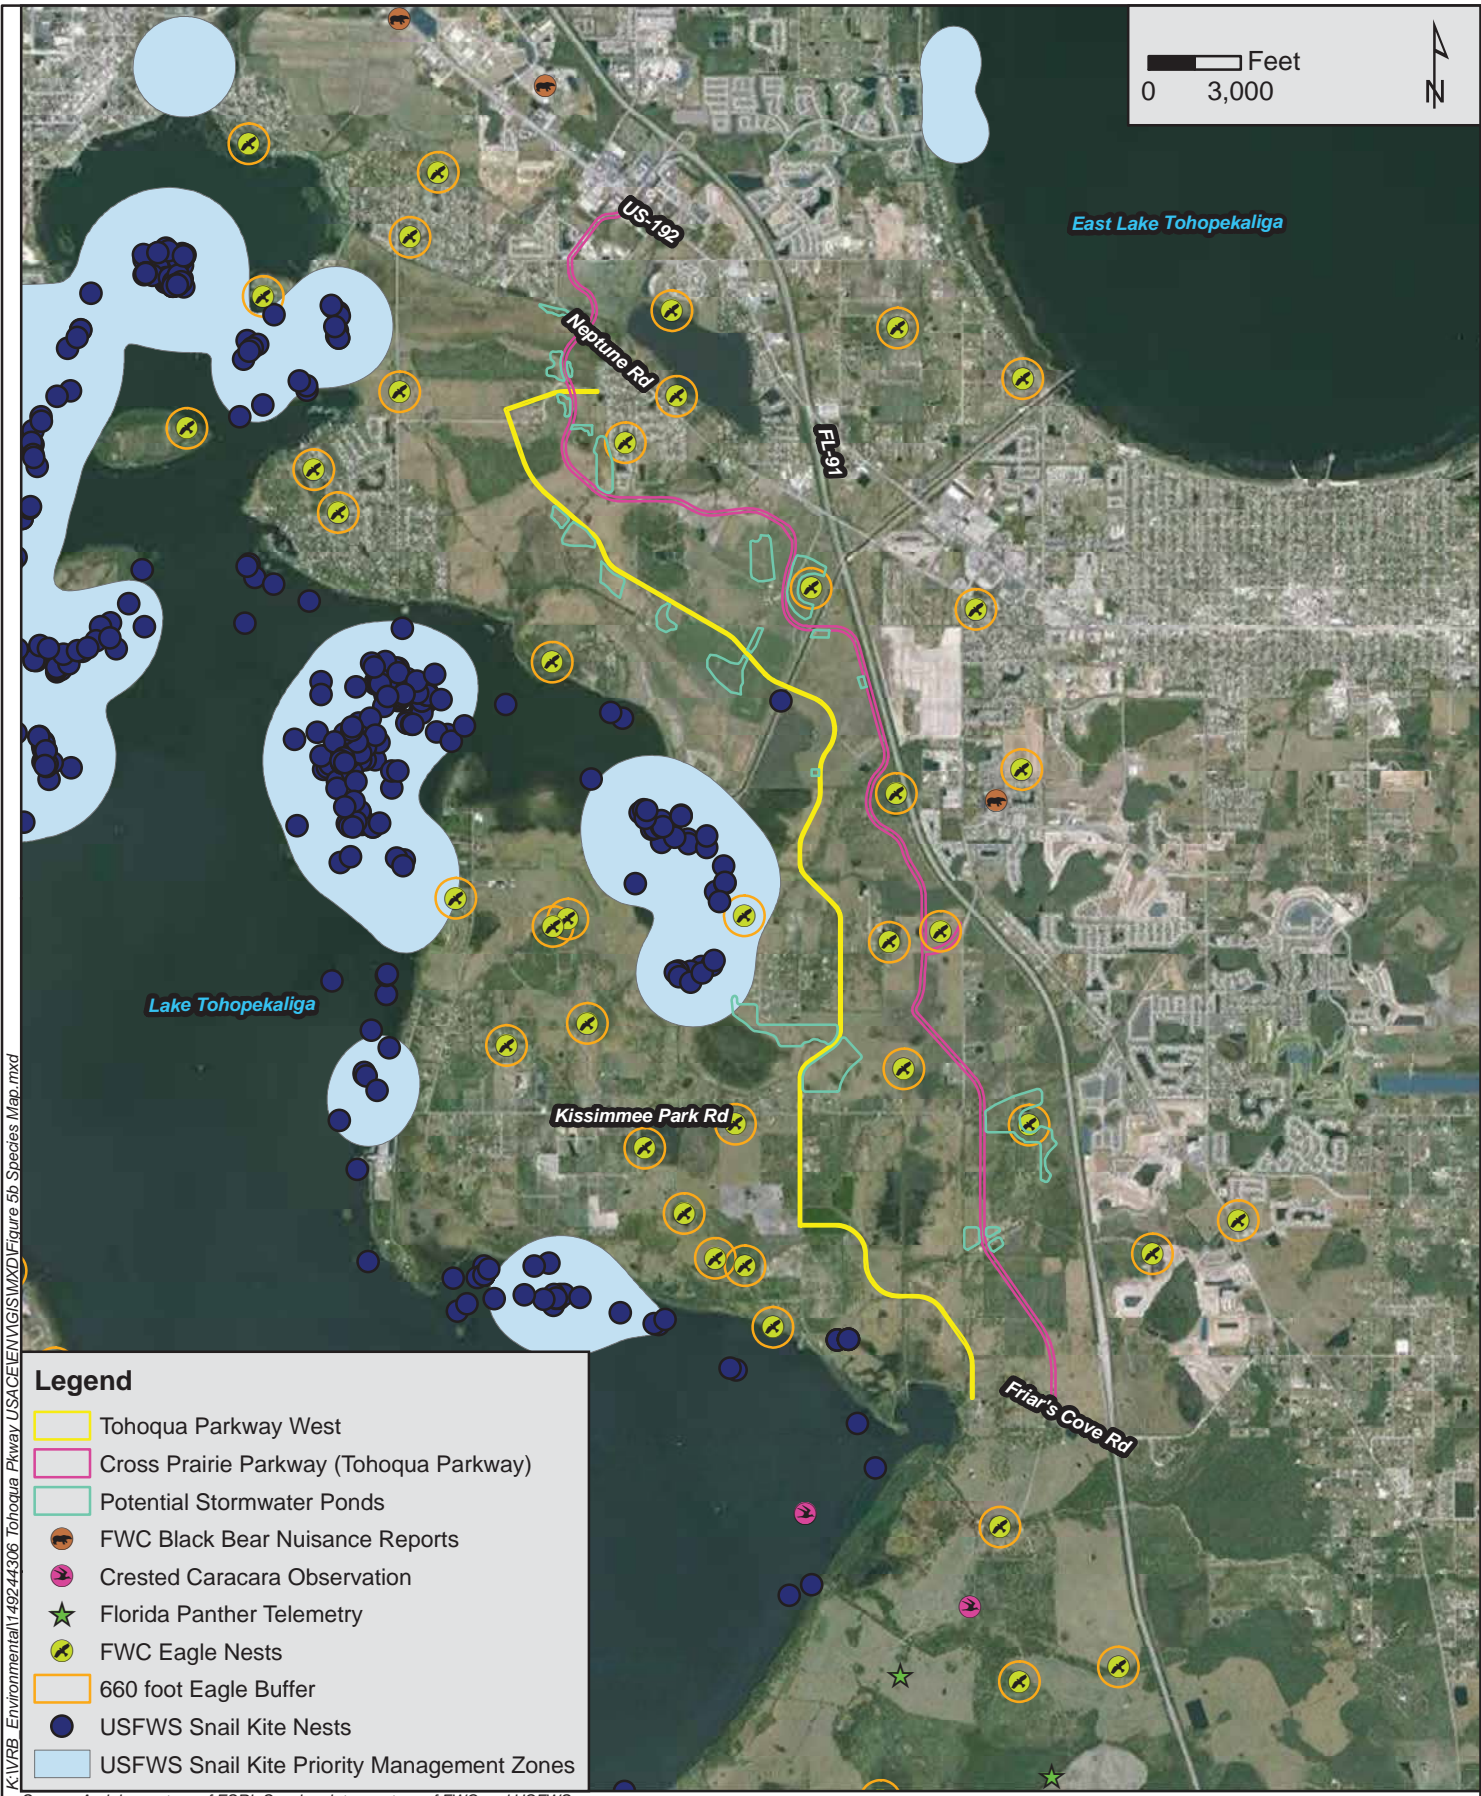 Feet
0 3,000
N
US-192
East Lake Tohopekaliga
Neptune Rd
FL-91
Lake Tohopekaliga
Kissimmee Park Rd
Friar's Cove Rd
Legend
Tohoqua Parkway West
Cross Prairie Parkway (Tohoqua Parkway)
Potential Stormwater Ponds
FWC Black Bear Nuisance Reports
Crested Caracara Observation
Florida Panther Telemetry
FWC Eagle Nests
660 foot Eagle Buffer
USFWS Snail Kite Nests
USFWS Snail Kite Priority Management Zones
K:\VRB_Environmental\149244306 Tohoqua Pkway USACE\ENV\GIS\MXD\Figure 5b Species Map.mxd